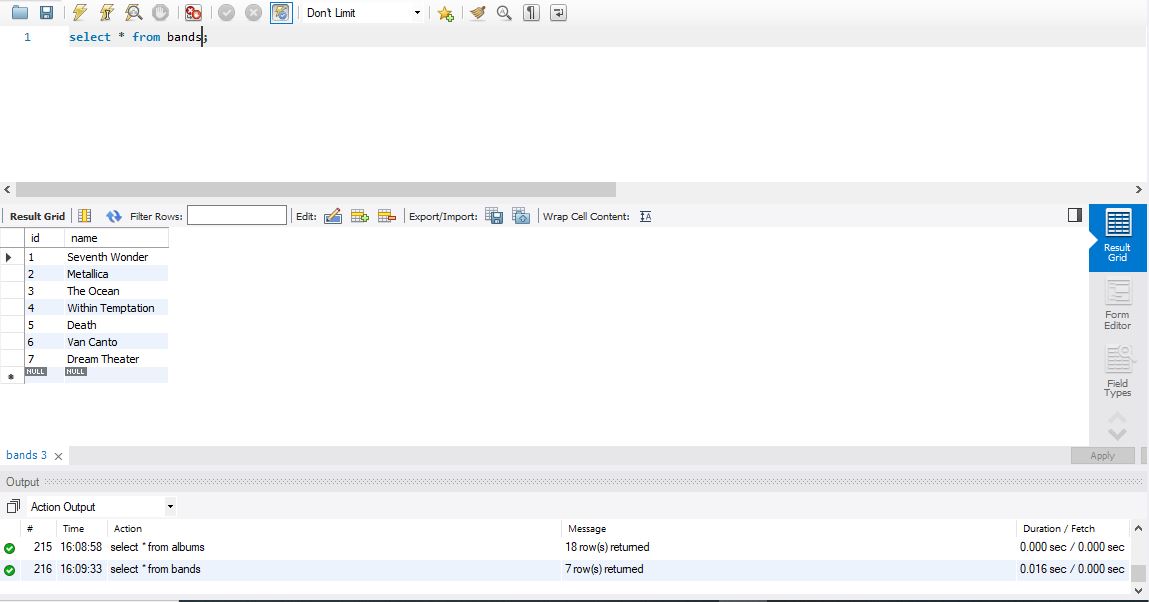 Don't Limit
1 select * from bands;
Result Grid Filter Rows: Edit: Export/Import: Wrap Cell Content:
id name
1 Seventh Wonder
2 Metallica
3 The Ocean
4 Within Temptation
5 Death
6 Van Canto
7 Dream Theater
NULL NULL
Result
Grid
Form
Editor
Field
Types
bands 3 Apply
Output
Action Output
# Time Action Message Duration / Fetch
215 16:08:58 select * from albums 18 row(s) returned 0.000 sec / 0.000 sec
216 16:09:33 select * from bands 7 row(s) returned 0.016 sec / 0.000 sec